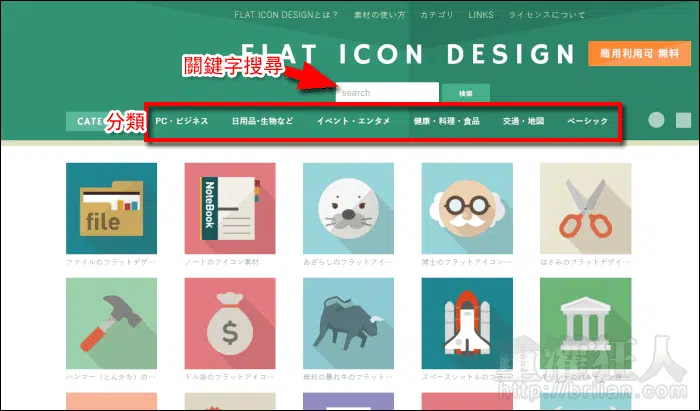 FLAT ICON DESIGNとは？ 素材の使い方 カテゴリ LINKS ライセンスについて
FLAT ICON DESIGN
商用利用可 無料
關鍵字搜尋
search
検索
分類
CATE
PC・ビジネス 日用品・生物など イベント・エンタメ 健康・料理・食品 交通・地図 ベーシック
file
NoteBook
ファイルのフラットデザ…
ノートのアイコン素材
あざらしのフラットアイ…
博士のフラットアイコン…
はさみのフラットデザイ…
$
ハンマー（とんかち）の…
ドル袋のフラットアイコ…
無料の暴れ牛のフラット…
スペースシャトルのフラ…
重灌狂人
http://briian.com